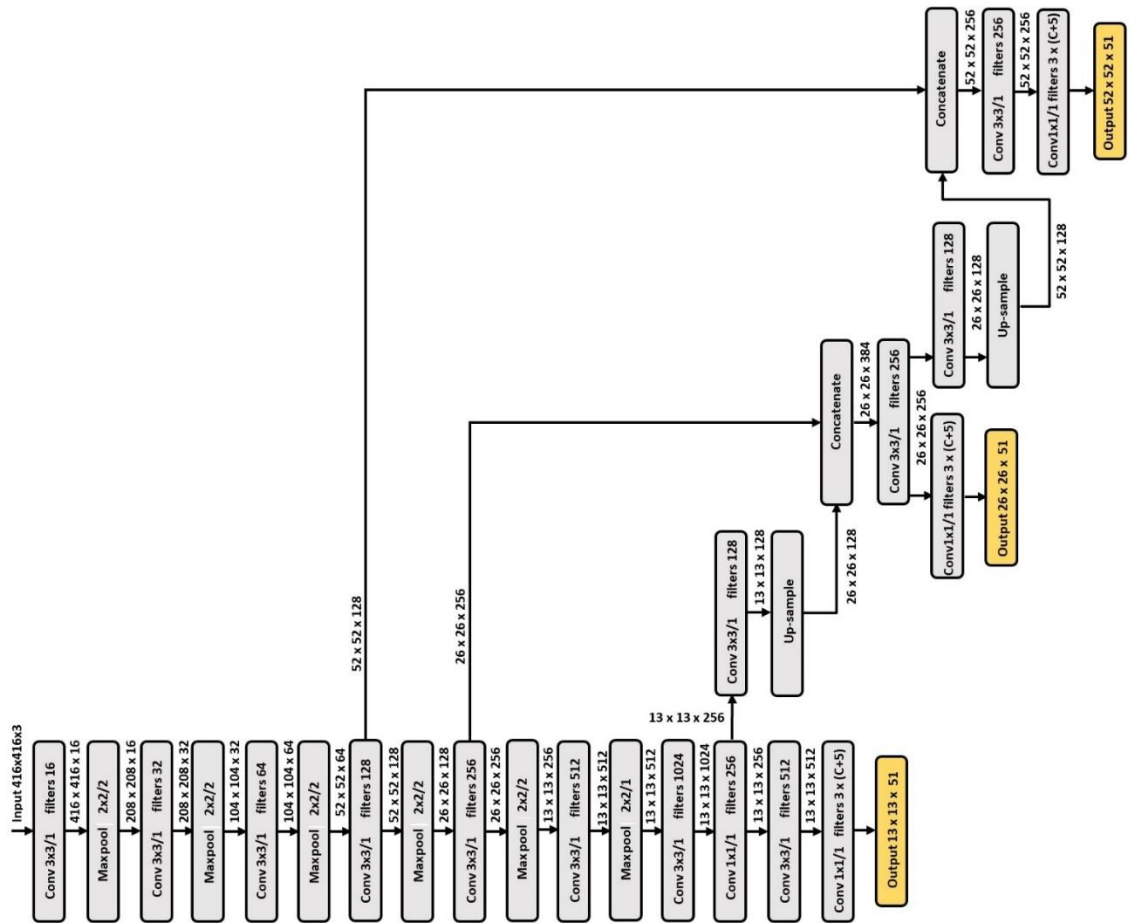 Input 416x416x3
Conv 3x3/1 filters 16
416 x 416 x 16
Maxpool 2x2/2
208 x 208 x 16
Conv 3x3/1 filters 32
208 x 208 x 32
Maxpool 2x2/2
104 x 104 x 32
Conv 3x3/1 filters 64
104 x 104 x 64
Maxpool 2x2/2
52 x 52 x 64
Conv 3x3/1 filters 128
52 x 52 x 128
52 x 52 x 128
Maxpool 2x2/2
26 x 26 x 128
Conv 3x3/1 filters 256
26 x 26 x 256
26 x 26 x 256
Maxpool 2x2/2
13 x 13 x 256
Conv 3x3/1 filters 512
13 x 13 x 512
Maxpool 2x2/1
13 x 13 x 512
Conv 3x3/1 filters 1024
13 x 13 x 1024
Conv 1x1/1 filters 256
13 x 13 x 256
13 x 13 x 256
Conv 3x3/1 filters 512
13 x 13 x 512
Conv 1x1/1 filters 3 x (C+5)
Output 13 x 13 x 51
Conv 3x3/1 filters 128
13 x 13 x 128
Up-sample
26 x 26 x 128
Concatenate
26 x 26 x 384
Conv 3x3/1 filters 256
26 x 26 x 256
Conv1x1/1 filters 3 x (C+5)
Output 26 x 26 x 51
Conv 3x3/1 filters 128
26 x 26 x 128
Up-sample
52 x 52 x 128
Concatenate
52 x 52 x 256
Conv 3x3/1 filters 256
52 x 52 x 256
Conv1x1/1 filters 3 x (C+5)
Output 52 x 52 x 51